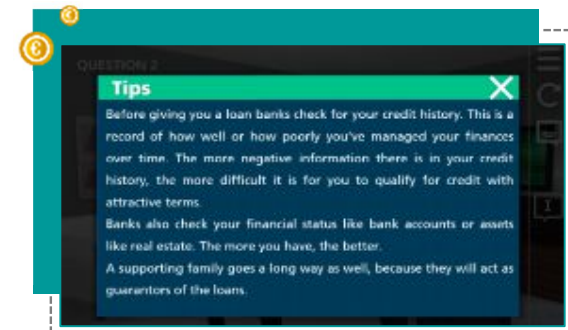 QUESTION 2
Tips
Before giving you a loan banks check for your credit history. This is a
record of how well or how poorly you've managed your finances
over time. The more negative information there is in your credit
history, the more difficult it is for you to qualify for credit with
attractive terms.
Banks also check your financial status like bank accounts or assets
like real estate. The more you have, the better.
A supporting family goes a long way as well, because they will act as
guarantors of the loans.